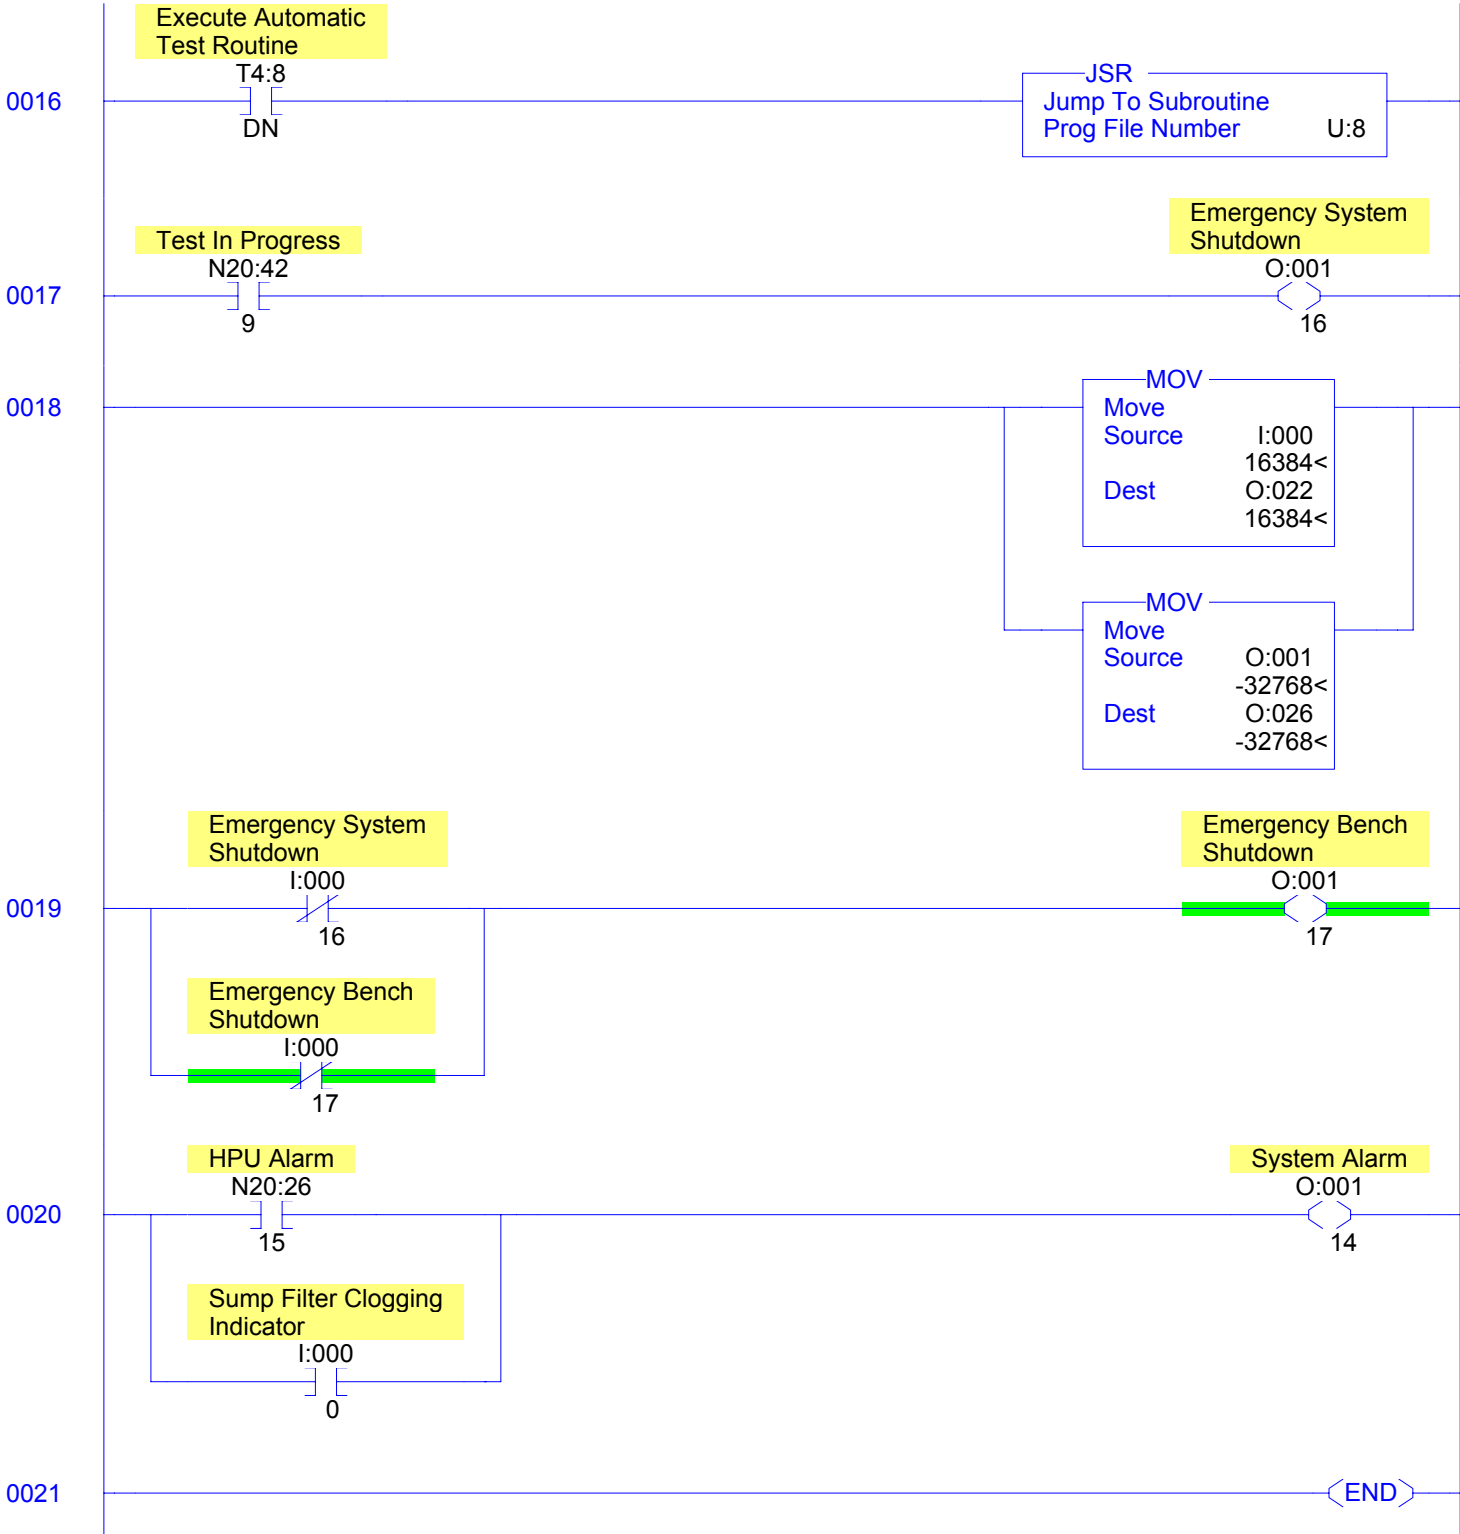 Execute Automatic
Test Routine
T4:8
JSR
0016
Jump To Subroutine
DN
Prog File Number U:8
Emergency System
Shutdown
Test In Progress
N20:42
O:001
0017
9
16
MOV
0018
Move
Source I:000
16384<
Dest O:022
16384<
MOV
Move
Source O:001
-32768<
Dest O:026
-32768<
Emergency System
Shutdown
I:000
Emergency Bench
Shutdown
O:001
0019
16
17
Emergency Bench
Shutdown
I:000
17
HPU Alarm
N20:26
System Alarm
O:001
0020
15
14
Sump Filter Clogging
Indicator
I:000
0
0021
END